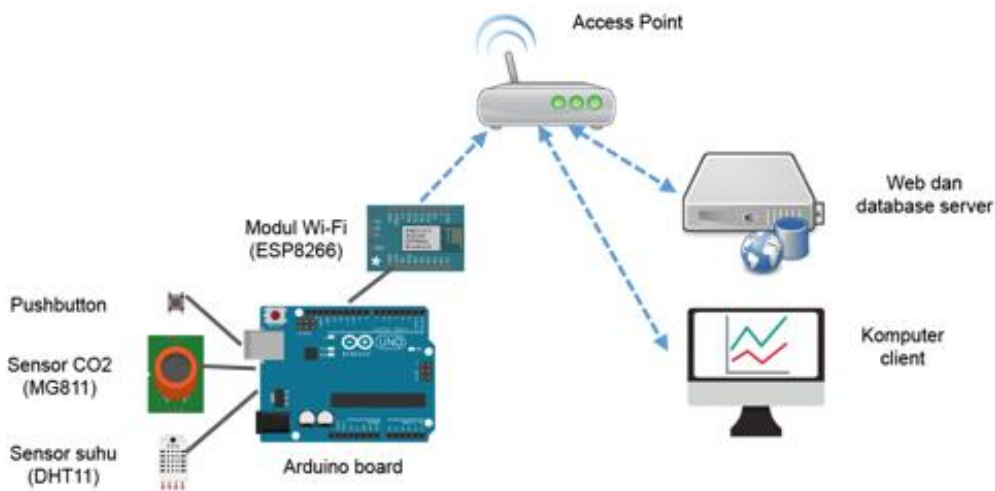 Access Point
Web dan
database server
Modul Wi-Fi
(ESP8266)
Pushbutton
Sensor CO2
(MG811)
Komputer
client
UNO
Sensor suhu
(DHT11)
Arduino board